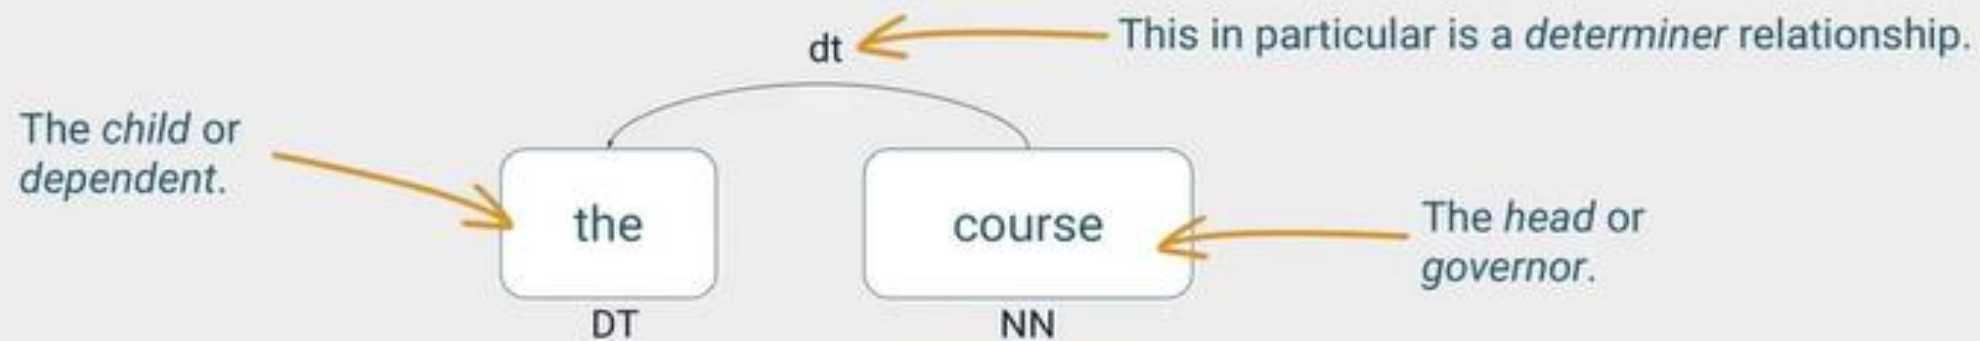 dt
This in particular is a determiner relationship.
The child or
dependent.
the
course
The head or
governor.
DT
NN